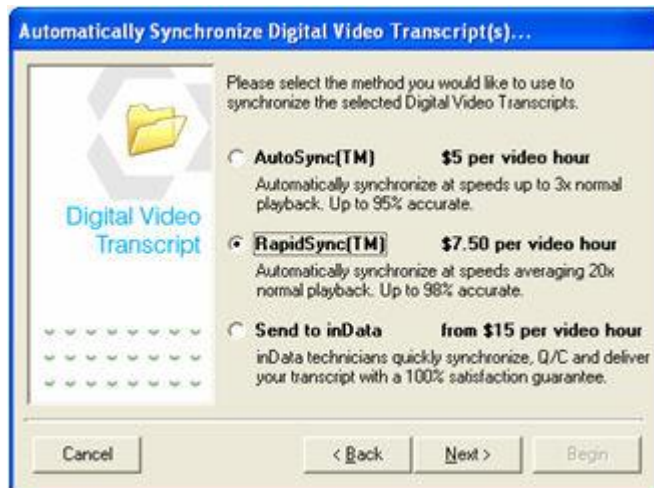 Automatically Synchronize Digital Video Transcript(s)...
Please select the method you would like to use to
synchronize the selected Digital Video Transcripts.
AutoSync(TM) $5 per video hour
Automatically synchronize at speeds up to 3x normal
playback. Up to 95% accurate.
Digital Video
Transcript
RapidSync(TM) $7.50 per video hour
Automatically synchronize at speeds averaging 20x
normal playback. Up to 98% accurate.
Send to inData from $15 per video hour
inData technicians quickly synchronize, Q/C and deliver
your transcript with a 100% satisfaction guarantee.
Cancel < Back Next > Begin